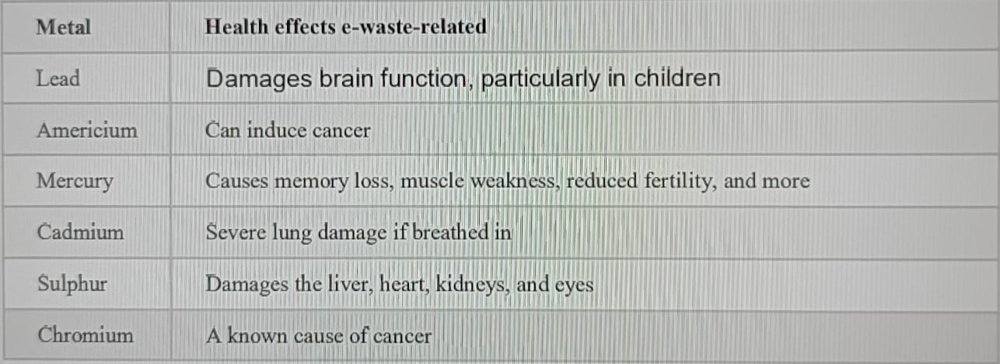 Metal Health effects e-waste-related
Lead Damages brain function, particularly in children
Americium Can induce cancer
Mercury Causes memory loss, muscle weakness, reduced fertility, and more
Cadmium Severe lung damage if breathed in
Sulphur Damages the liver, heart, kidneys, and eyes
Chromium A known cause of cancer